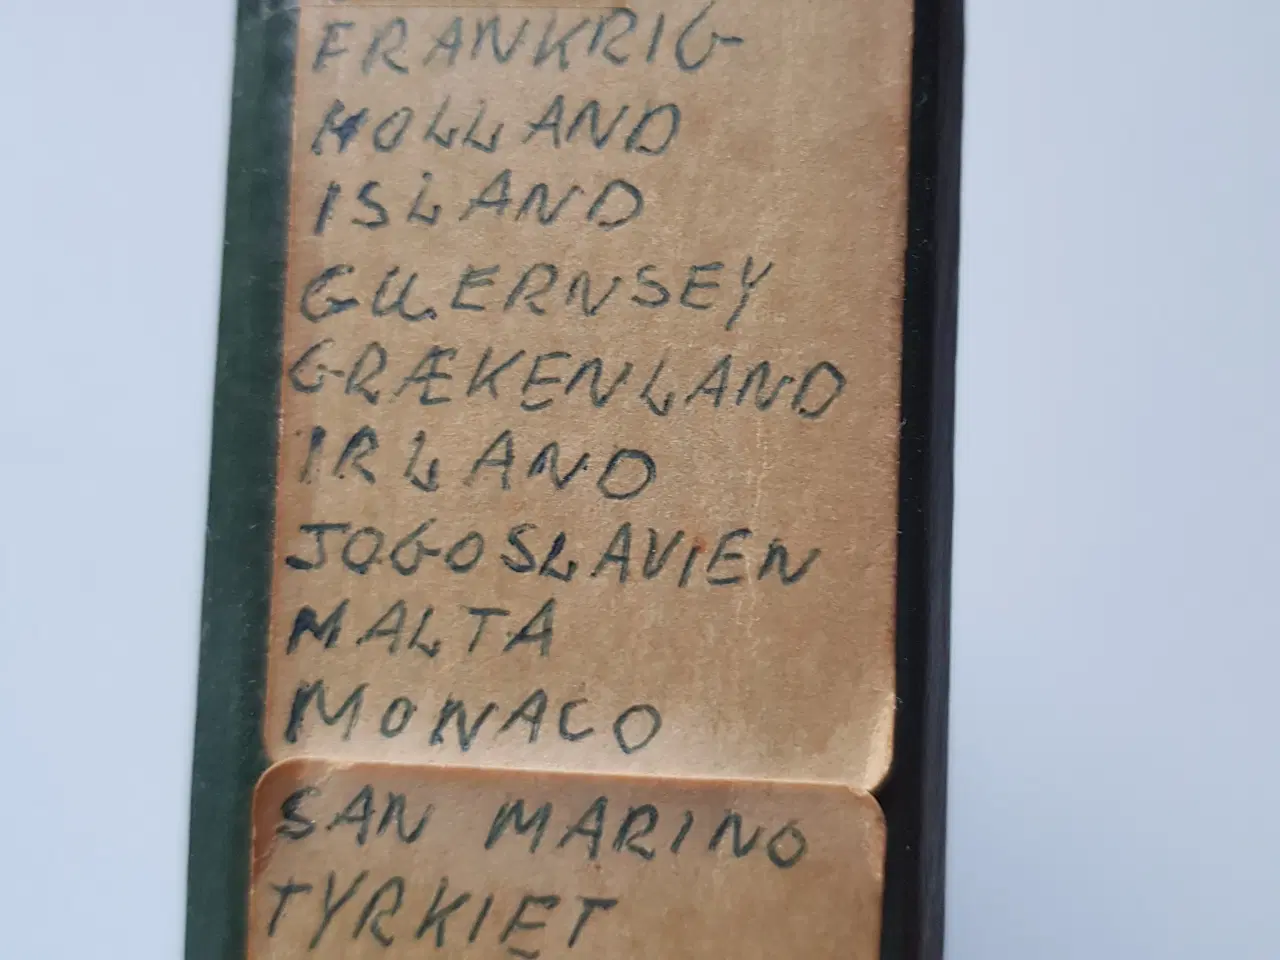 FRANKRIG
HOLLAND
ISLAND
GUERNSEY
GRÆKENLAND
IRLAND
JOGOSLAVIEN
MALTA
MONACO
SAN MARINO
TYRKIET